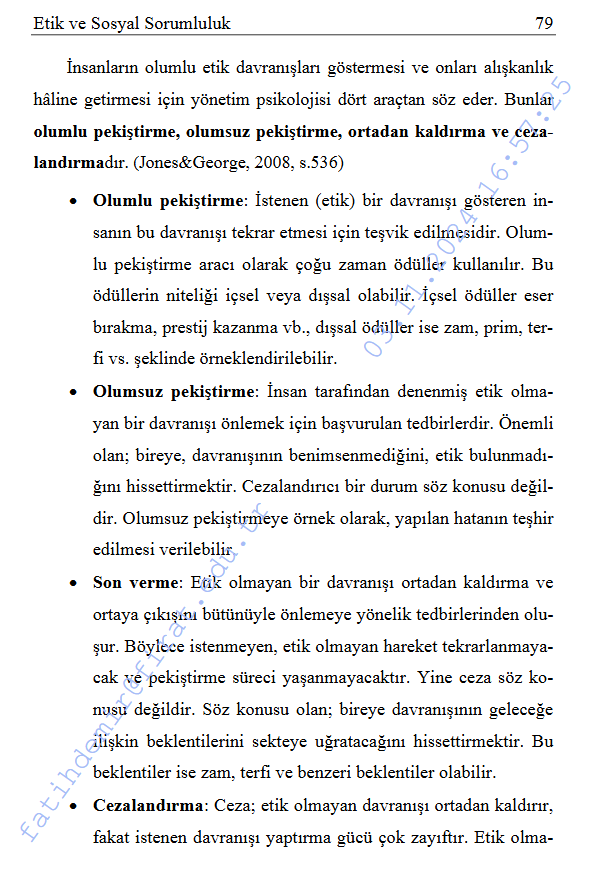 Etik ve Sosyal Sorumluluk 79
İnsanların olumlu etik davranışları göstermesi ve onları alışkanlık
hâline getirmesi için yönetim psikolojisi dört araçtan söz eder. Bunlar
olumlu pekiştirme, olumsuz pekiştirme, ortadan kaldırma ve ceza-
landırmadır. (Jones&George, 2008, s.536)
• Olumlu pekiştirme: İstenen (etik) bir davranışı gösteren in-
sanın bu davranışı tekrar etmesi için teşvik edilmesidir. Olum-
lu pekiştirme aracı olarak çoğu zaman ödüller kullanılır. Bu
ödüllerin niteliği içsel veya dışsal olabilir. İçsel ödüller eser
bırakma, prestij kazanma vb., dışsal ödüller ise zam, prim, ter-
fi vs. şeklinde örneklendirilebilir.
• Olumsuz pekiştirme: İnsan tarafından denenmiş etik olma-
yan bir davranışı önlemek için başvurulan tedbirlerdir. Önemli
olan; bireye, davranışının benimsenmediğini, etik bulunmadı-
ğını hissettirmektir. Cezalandırıcı bir durum söz konusu değil-
dir. Olumsuz pekiştirmeye örnek olarak, yapılan hatanın teşhir
edilmesi verilebilir.
• Son verme: Etik olmayan bir davranışı ortadan kaldırma ve
ortaya çıkışını bütünüyle önlemeye yönelik tedbirlerinden olu-
şur. Böylece istenmeyen, etik olmayan hareket tekrarlanmaya-
cak ve pekiştirme süreci yaşanmayacaktır. Yine ceza söz ko-
nusu değildir. Söz konusu olan; bireye davranışının geleceğe
ilişkin beklentilerini sekteye uğratacağını hissettirmektir. Bu
beklentiler ise zam, terfi ve benzeri beklentiler olabilir.
• Cezalandırma: Ceza; etik olmayan davranışı ortadan kaldırır,
fakat istenen davranışı yaptırma gücü çok zayıftır. Etik olma-
fatihdemir@firat.edu.tr
03.11.2024 16:57:25